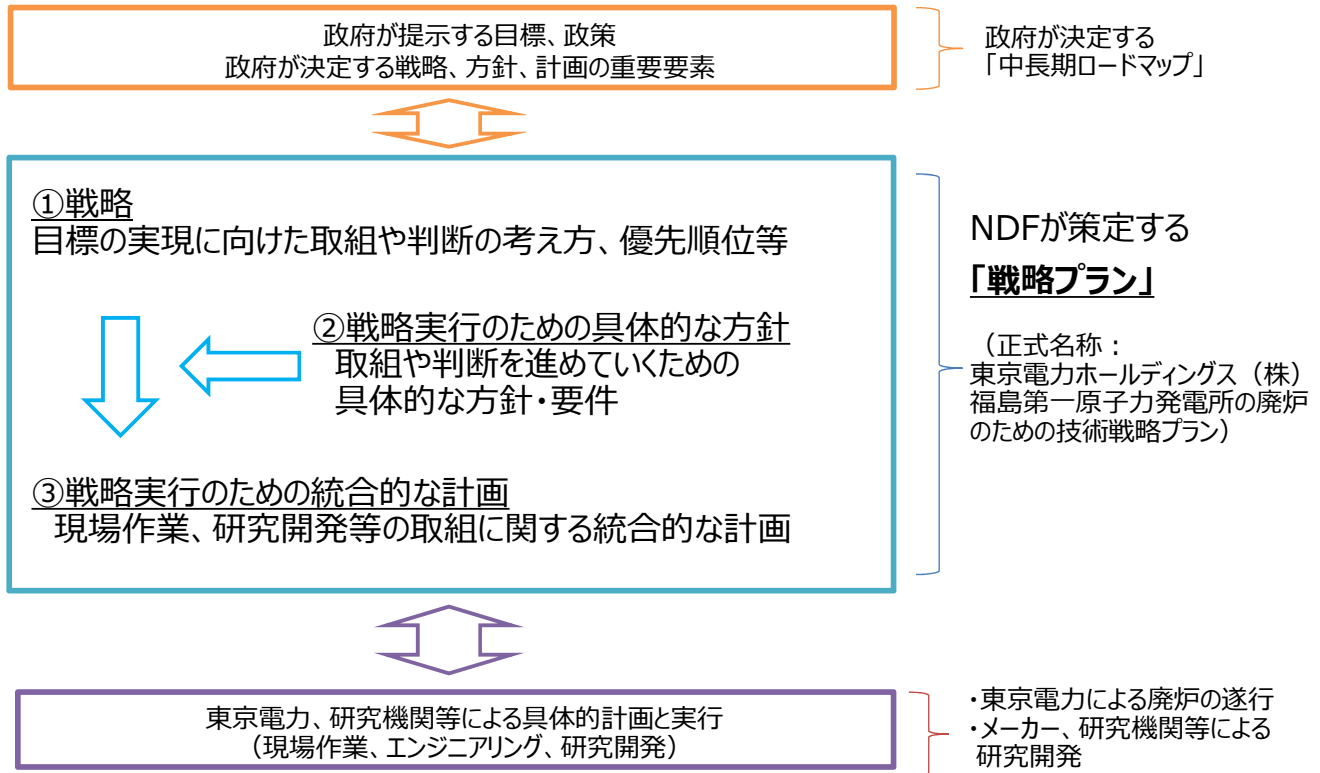 政府が提示する目標、政策
政府が決定する戦略、方針、計画の重要要素
政府が決定する
「中長期ロードマップ」
①戦略
目標の実現に向けた取組や判断の考え方、優先順位等
②戦略実行のための具体的な方針
取組や判断を進めていくための
具体的な方針・要件
③戦略実行のための統合的な計画
現場作業、研究開発等の取組に関する統合的な計画
NDFが策定する
「戦略プラン」
（正式名称：
東京電力ホールディングス（株）
福島第一原子力発電所の廃炉
のための技術戦略プラン）
東京電力、研究機関等による具体的計画と実行
（現場作業、エンジニアリング、研究開発）
・東京電力による廃炉の遂行
・メーカー、研究機関等による
研究開発